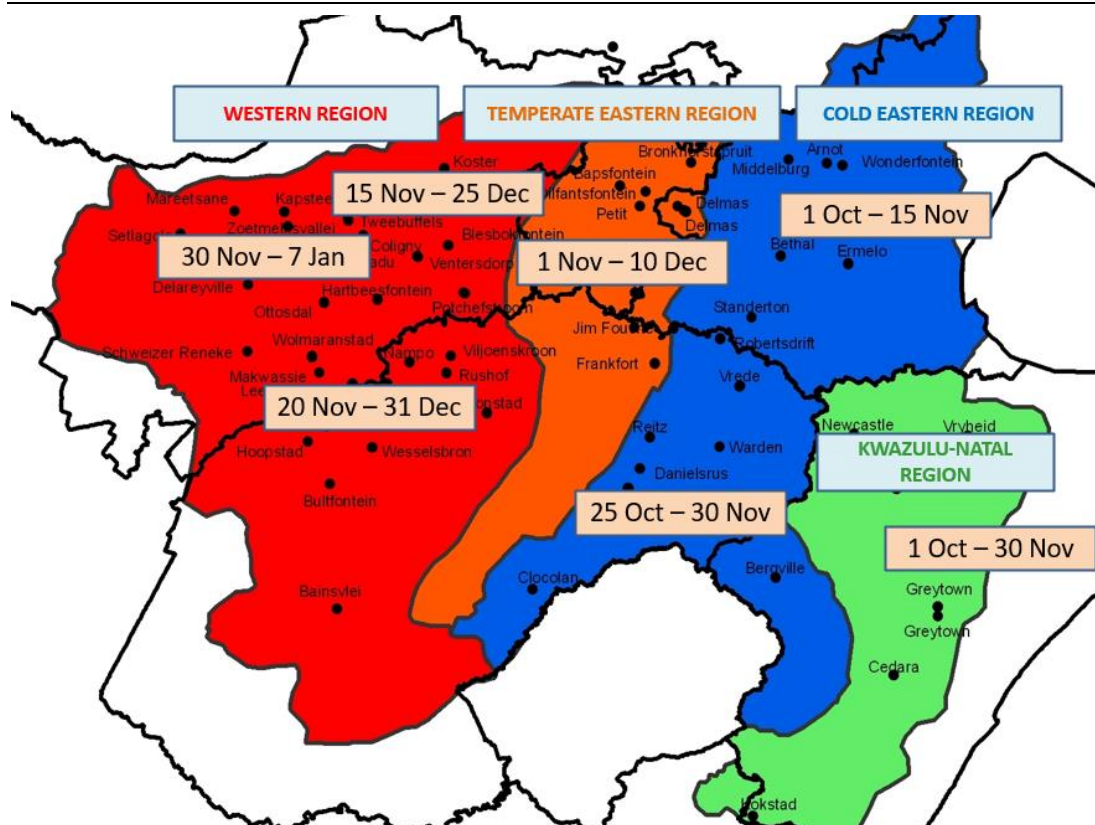 WESTERN REGION
TEMPERATE EASTERN REGION
COLD EASTERN REGION
Bronkhorstspruit
Arnot
Koster
Middelburg
Wonderfontein
15 Nov – 25 Dec
Bapsfontein
Mareetsane
Petit
Delmas
Delmas
1 Oct – 15 Nov
Tweebuffels
Blesbokfontein
Coligny
30 Nov – 7 Jan
Ventersdorp
1 Nov – 10 Dec
Bethal
Ermelo
Delareyville
Hartbeesfontein
Potchefstroom
Ottosdal
Standerton
Jim Fouche
Robertsdrift
Wolmaranstad
Schweizer Reneke
Nampo
Viljoenskroon
Frankfort
Makwassie
Rushof
Vrede
20 Nov – 31 Dec
Reitz
Newcastle
Vryheid
Hoopstad
Wesselsbron
Warden
KWAZULU-NATAL
REGION
Danielsrus
Bultfontein
25 Oct – 30 Nov
1 Oct – 30 Nov
Clocolan
Bergville
Bainsvlei
Greytown
Greytown
Cedara
Kokstad